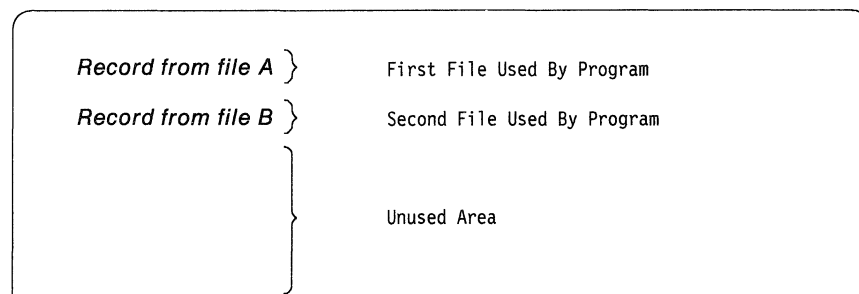 Record from file A } First File Used By Program
Record from file B } Second File Used By Program
Unused Area